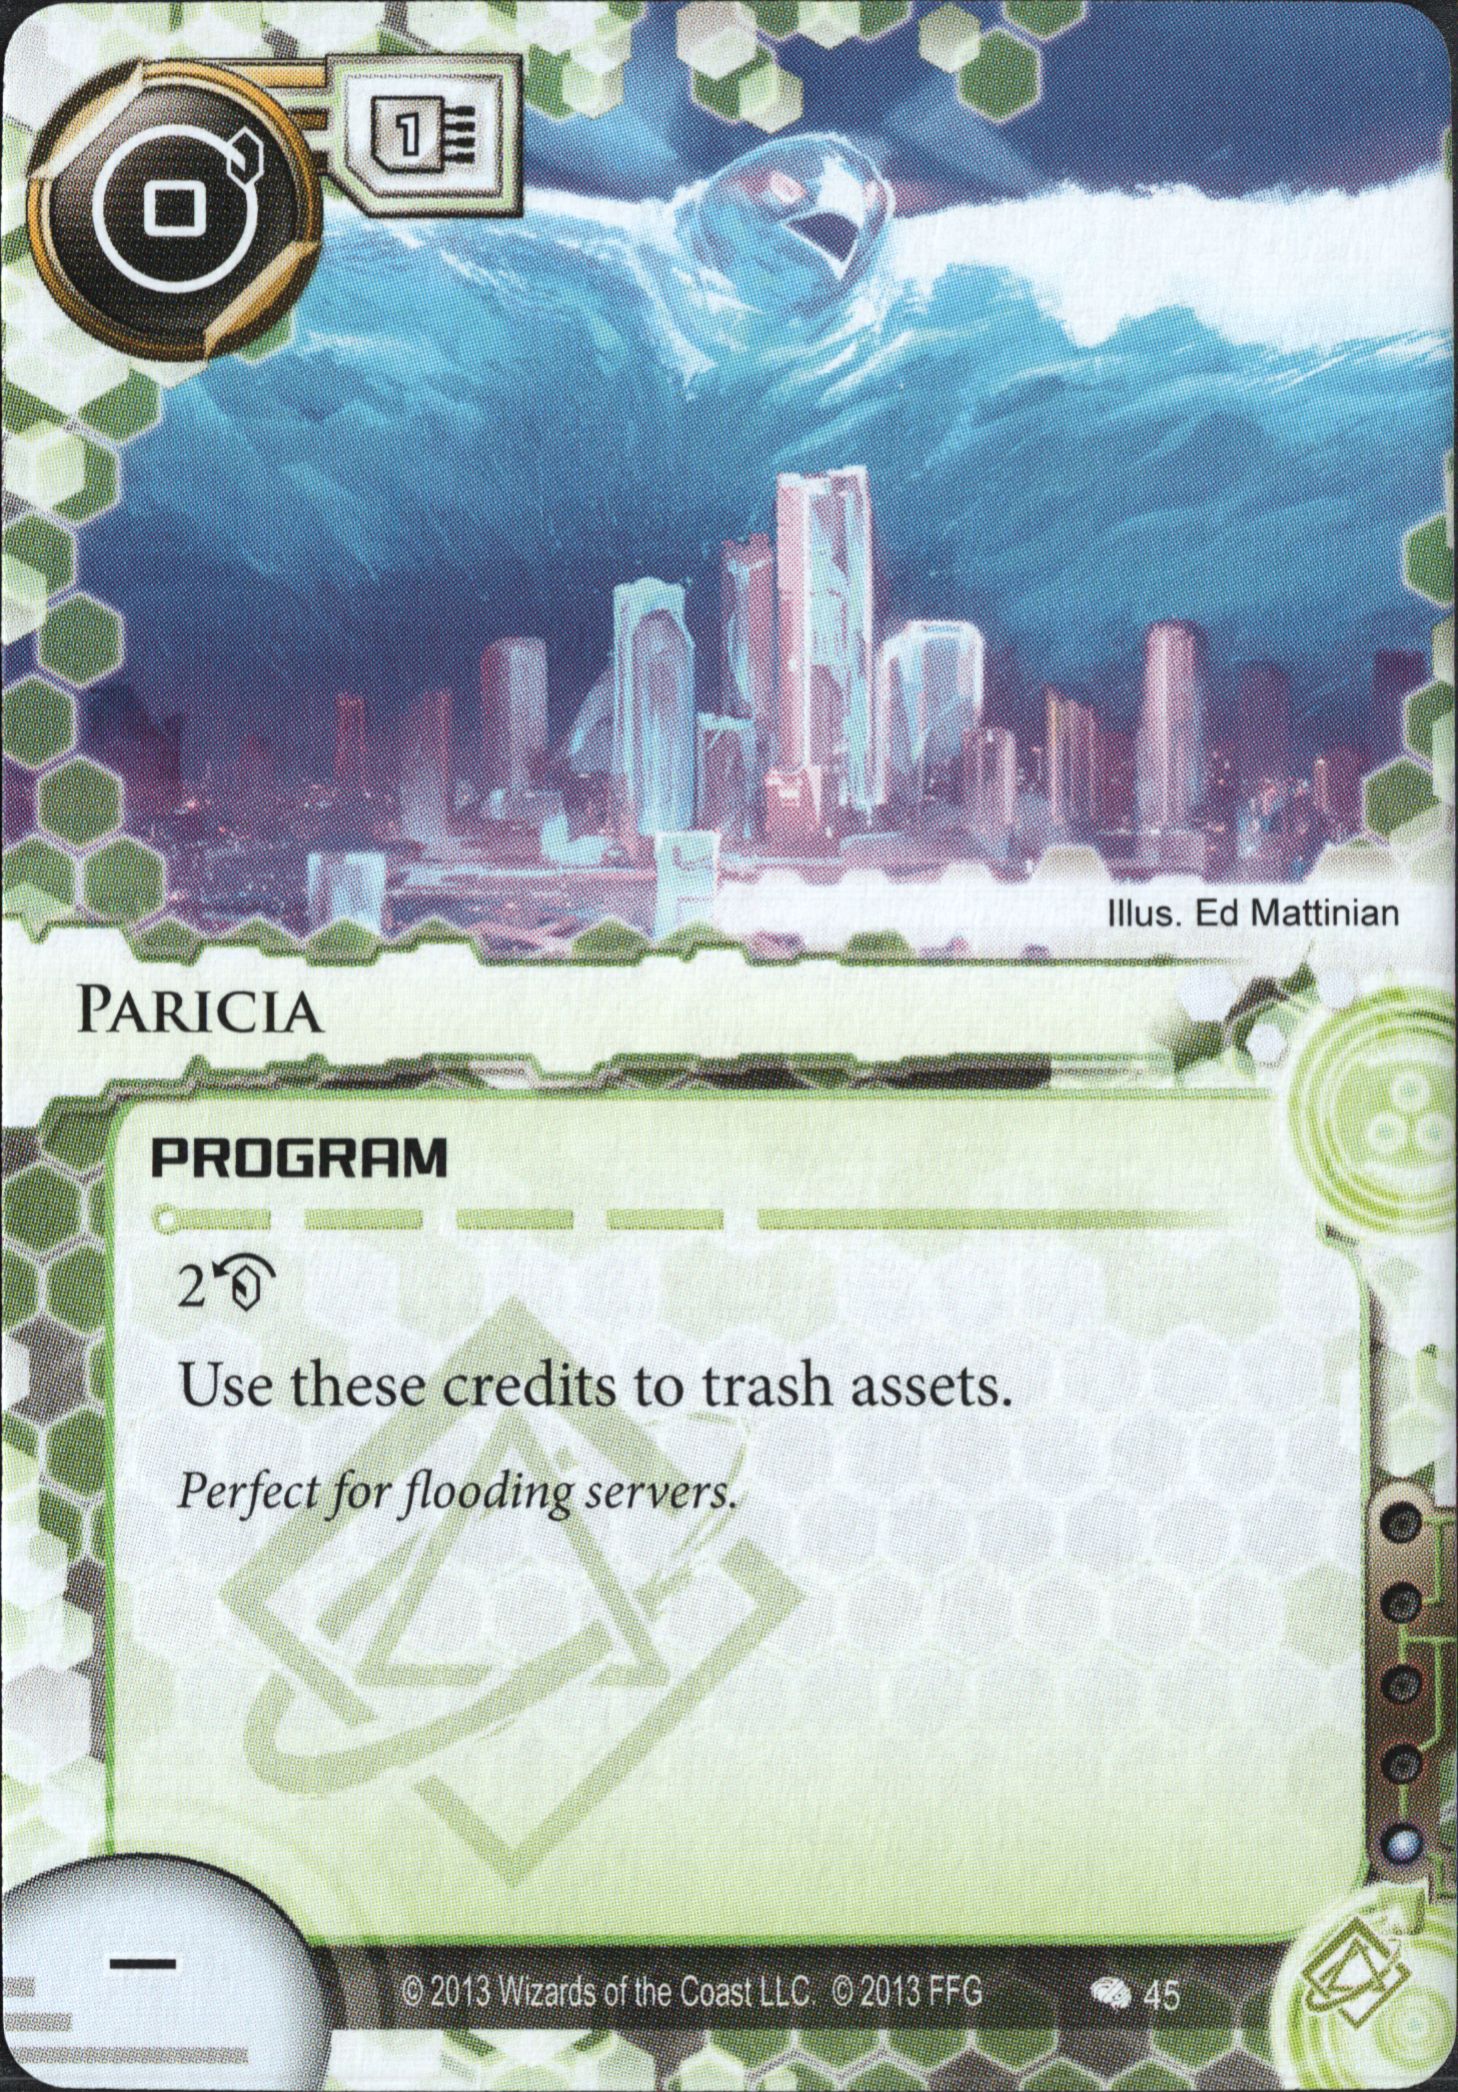 0
1
Illus. Ed Mattinian
PARICIA
PROGRAM
2
Use these credits to trash assets.
Perfect for flooding servers.
—
© 2013 Wizards of the Coast LLC. © 2013 FFG
45